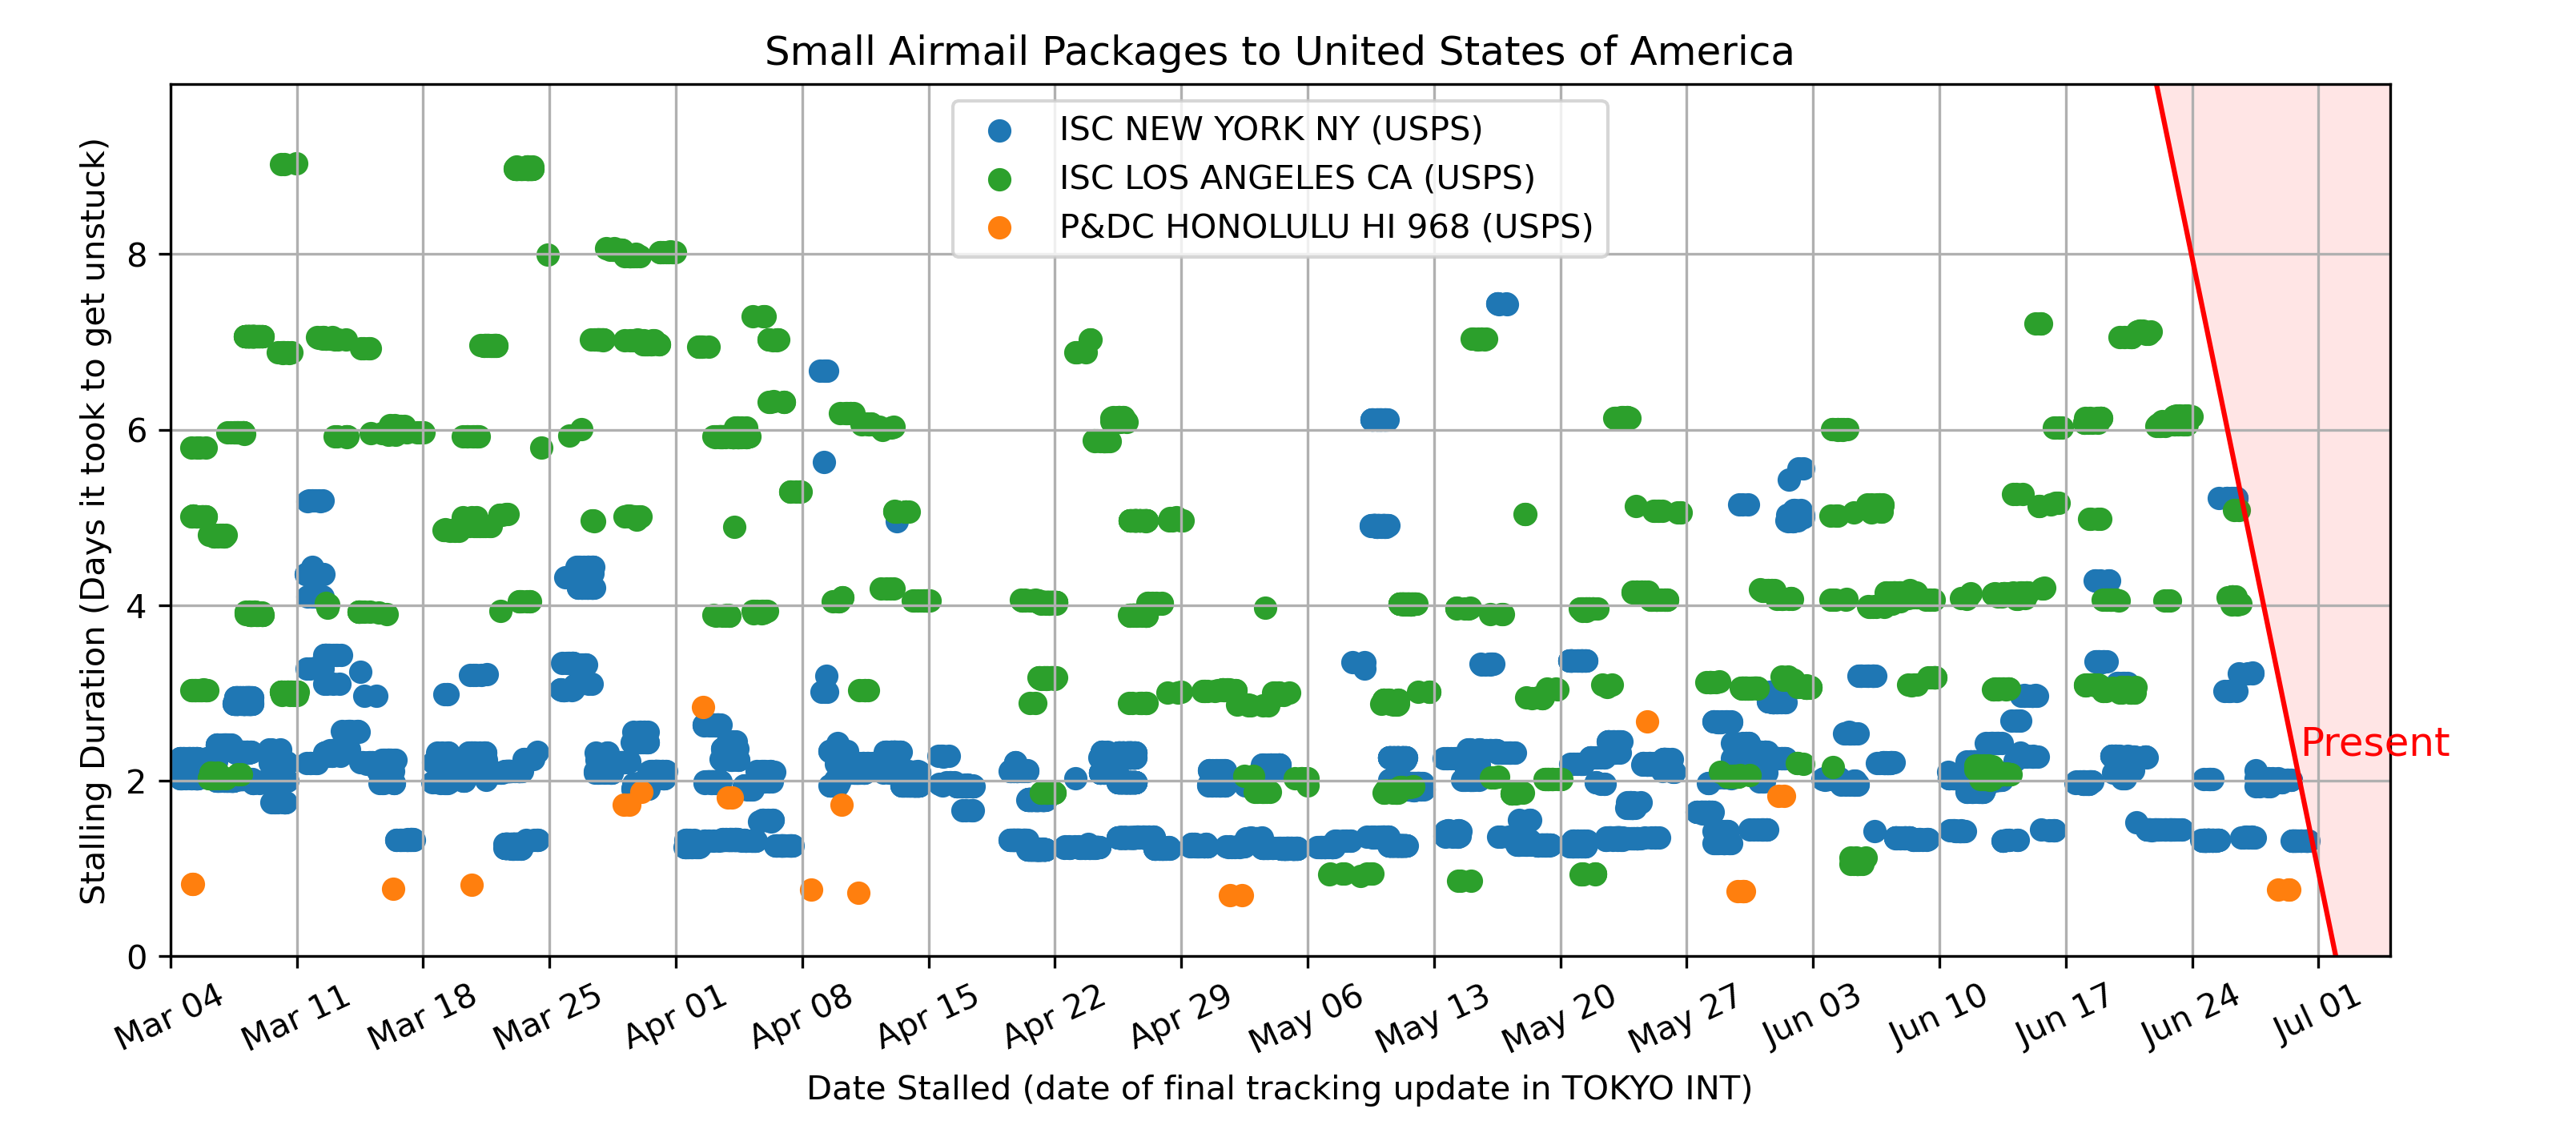 Small Airmail Packages to United States of America
ISC NEW YORK NY (USPS)
ISC LOS ANGELES CA (USPS)
P&DC HONOLULU HI 968 (USPS)
Stalling Duration (Days it took to get unstuck)
8
6
4
2
0
Present
Mar 04 Mar 11 Mar 18 Mar 25 Apr 01 Apr 08 Apr 15 Apr 22 Apr 29 May 06 May 13 May 20 May 27 Jun 03 Jun 10 Jun 17 Jun 24 Jul 01
Date Stalled (date of final tracking update in TOKYO INT)